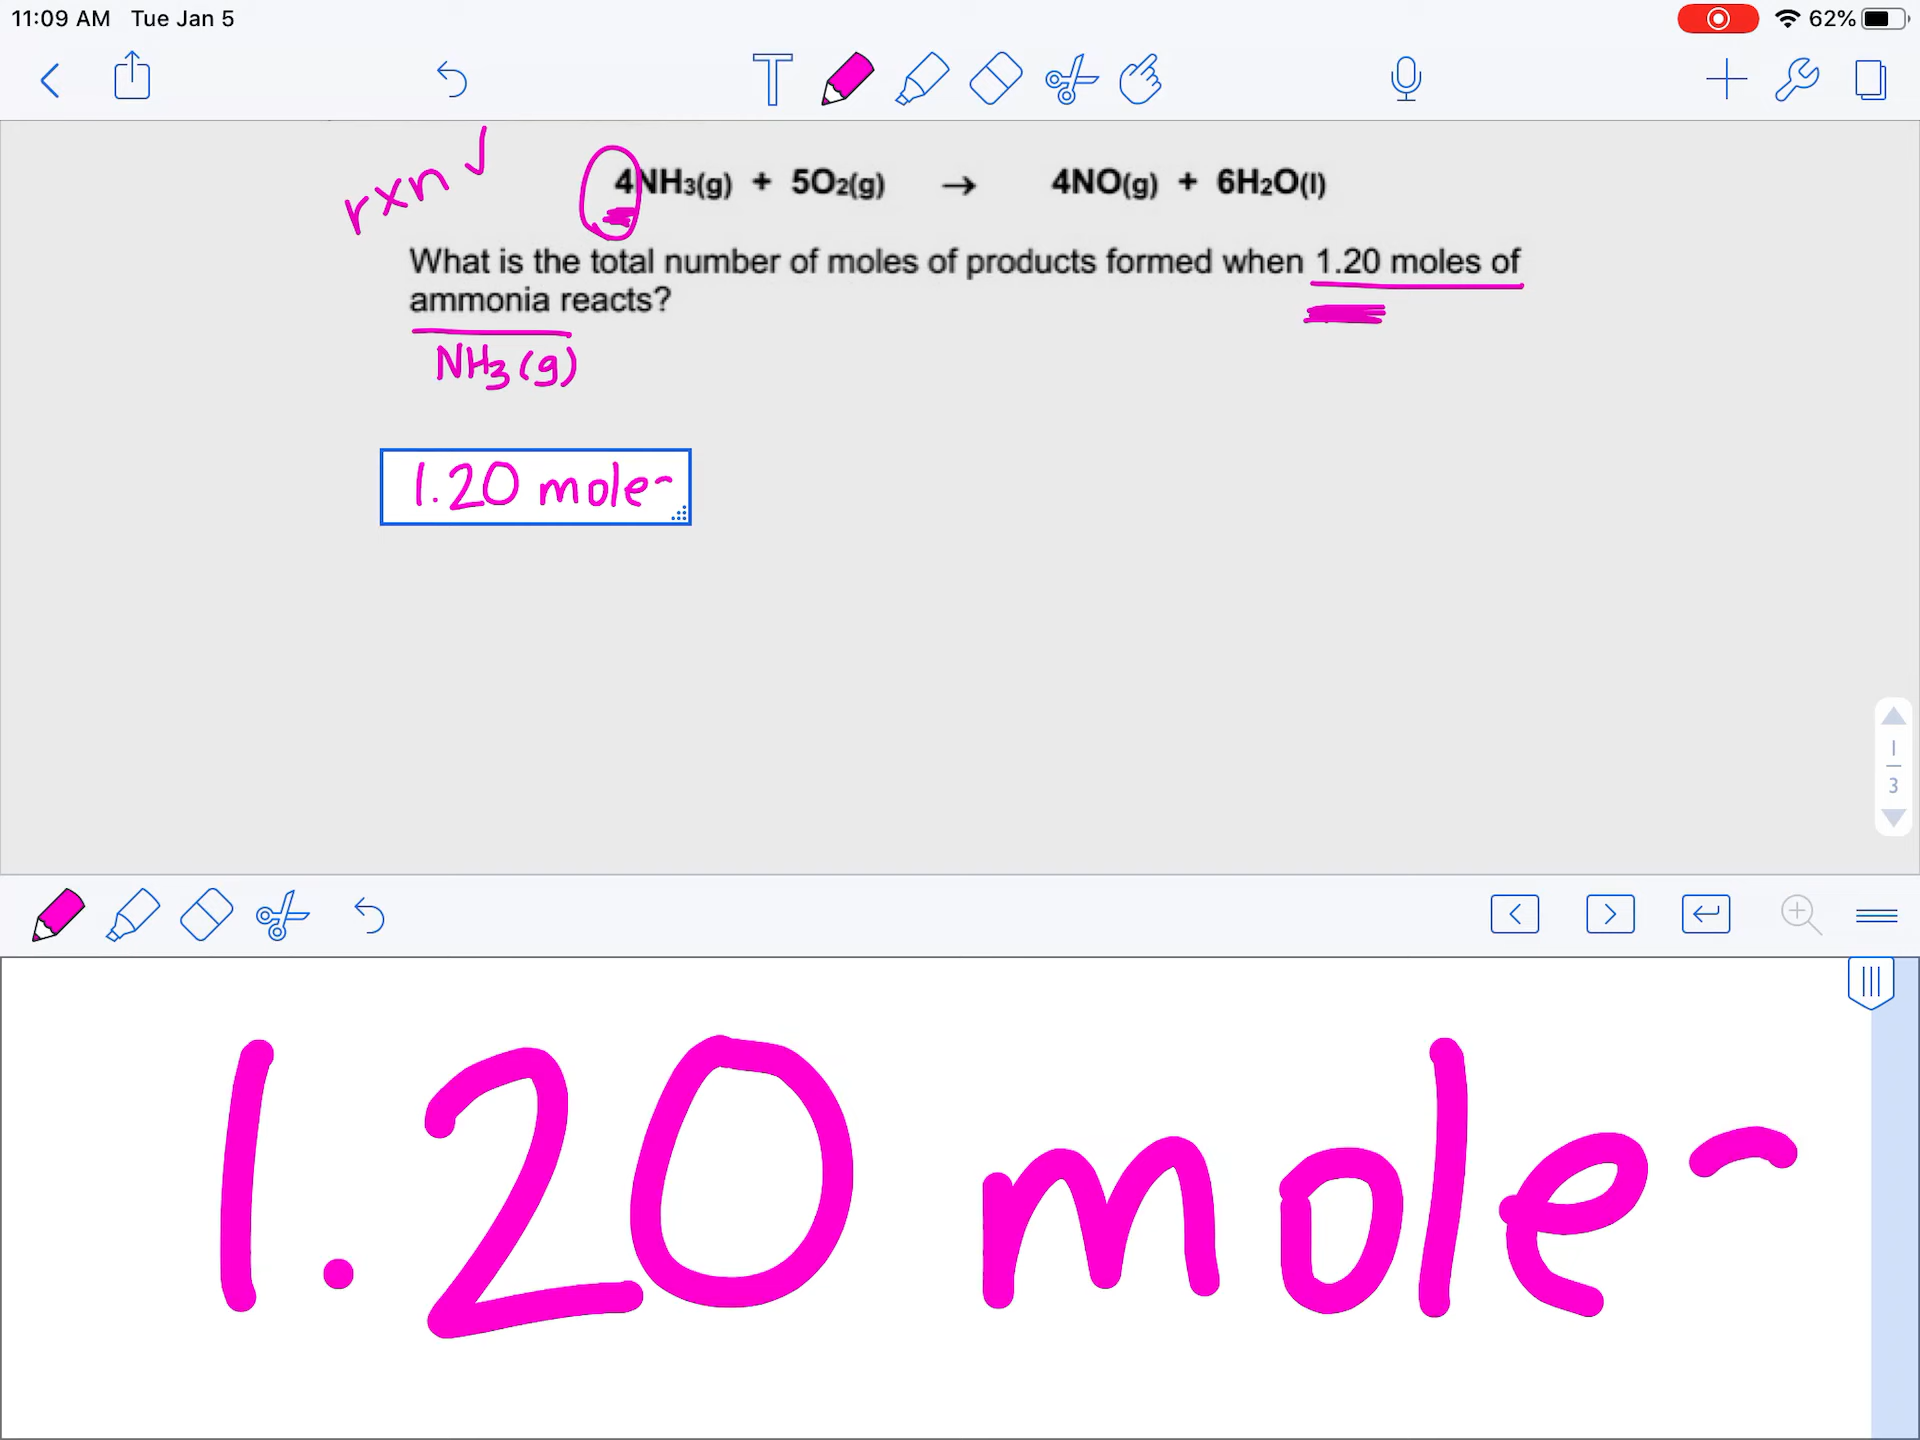 11:09 AM Tue Jan 5
62%
T
rxn ✓
4NH3(g) + 5O2(g) → 4NO(g) + 6H2O(l)
What is the total number of moles of products formed when 1.20 moles of
ammonia reacts?
NH3(g)
1.20 mole
1
3
1.20 mole